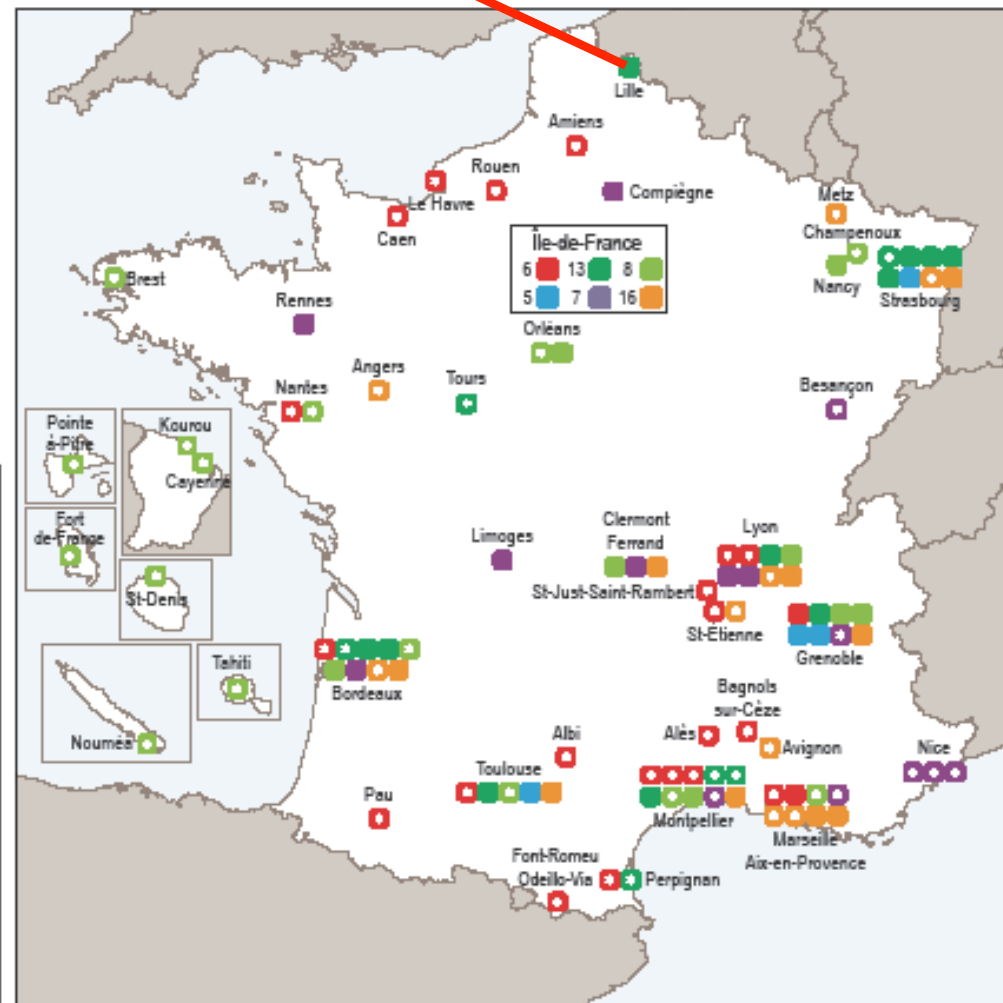 Lille
Amiens
Rouen
Le Havre
Caen
Compiègne
Metz
Champenoux
Nancy
Strasbourg
Île-de-France
6 13 8
5 7 16
Brest
Rennes
Orléans
Angers
Tours
Nantes
Besançon
Pointe
à-Pitre
Kourou
Cayenne
Fort
de-France
St-Denis
Tahiti
Nouméa
Limoges
Clermont
Ferrand
Lyon
St-Just-Saint-Rambert
St-Etienne
Grenoble
Bordeaux
Bagnols
sur-Cèze
Alès
Avignon
Nice
Albi
Toulouse
Pau
Montpellier
Marseille
Aix-en-Provence
Font-Romeu
Odeillo-Via
Perpignan